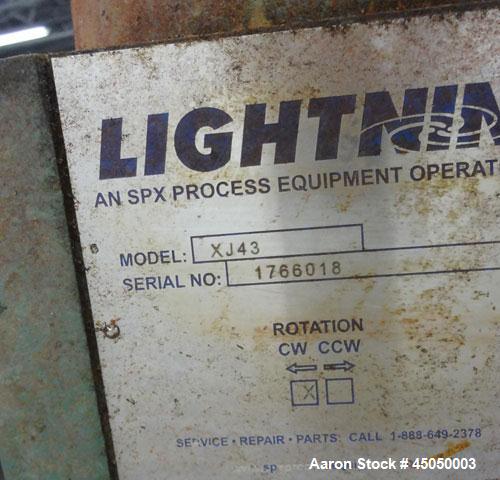 LIGHTNIN
AN SPX PROCESS EQUIPMENT OPERAT
MODEL: XJ43
SERIAL NO: 1766018
ROTATION
CW CCW
X
SERVICE • REPAIR • PARTS: CALL 1-888-649-2378
Aaron Stock # 45050003